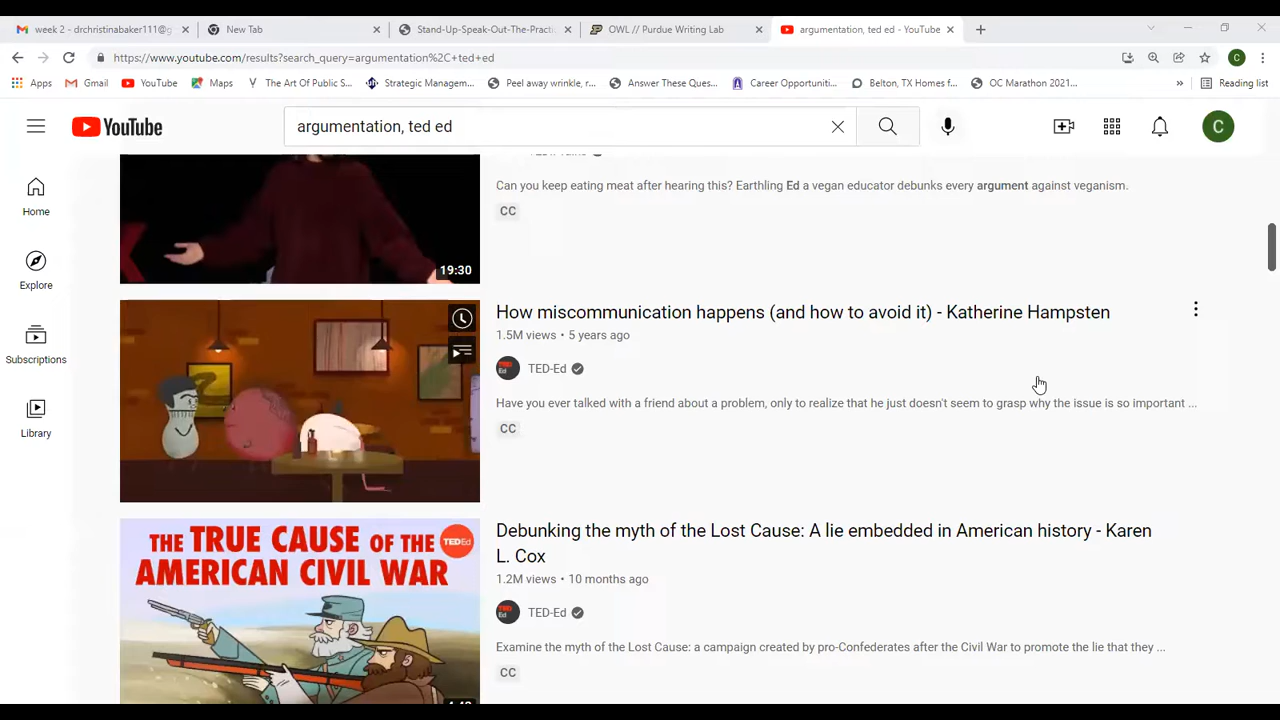 week 2 - drchristinabaker111@g
New Tab
Stand-Up-Speak-Out-The-Practi
OWL // Purdue Writing Lab
argumentation, ted ed - YouTube
https://www.youtube.com/results?search_query=argumentation%2C+ted+ed
Apps
Gmail
YouTube
Maps
The Art Of Public S...
Strategic Managem...
Peel away wrinkle, r...
Answer These Ques...
Career Opportuniti...
Belton, TX Homes f...
OC Marathon 2021...
Reading list
YouTube
argumentation, ted ed
C
Home
Explore
Subscriptions
Library
Can you keep eating meat after hearing this? Earthling Ed a vegan educator debunks every argument against veganism.
CC
19:30
How miscommunication happens (and how to avoid it) - Katherine Hampsten
1.5M views • 5 years ago
TED-Ed
Have you ever talked with a friend about a problem, only to realize that he just doesn't seem to grasp why the issue is so important ...
CC
THE TRUE CAUSE OF THE
AMERICAN CIVIL WAR
TEDEd
Debunking the myth of the Lost Cause: A lie embedded in American history - Karen
L. Cox
1.2M views • 10 months ago
TED-Ed
Examine the myth of the Lost Cause: a campaign created by pro-Confederates after the Civil War to promote the lie that they ...
CC